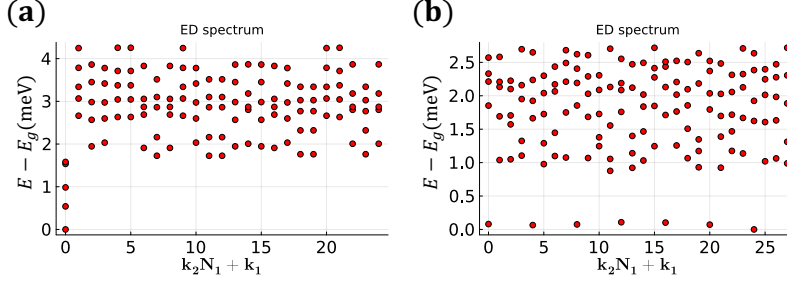 (a)
ED spectrum
E − E_g(meV)
4
3
2
1
0
0 5 10 15 20
k₂N₁ + k₁
(b)
ED spectrum
E − E_g(meV)
2.5
2.0
1.5
1.0
0.5
0.0
0 5 10 15 20 25
k₂N₁ + k₁